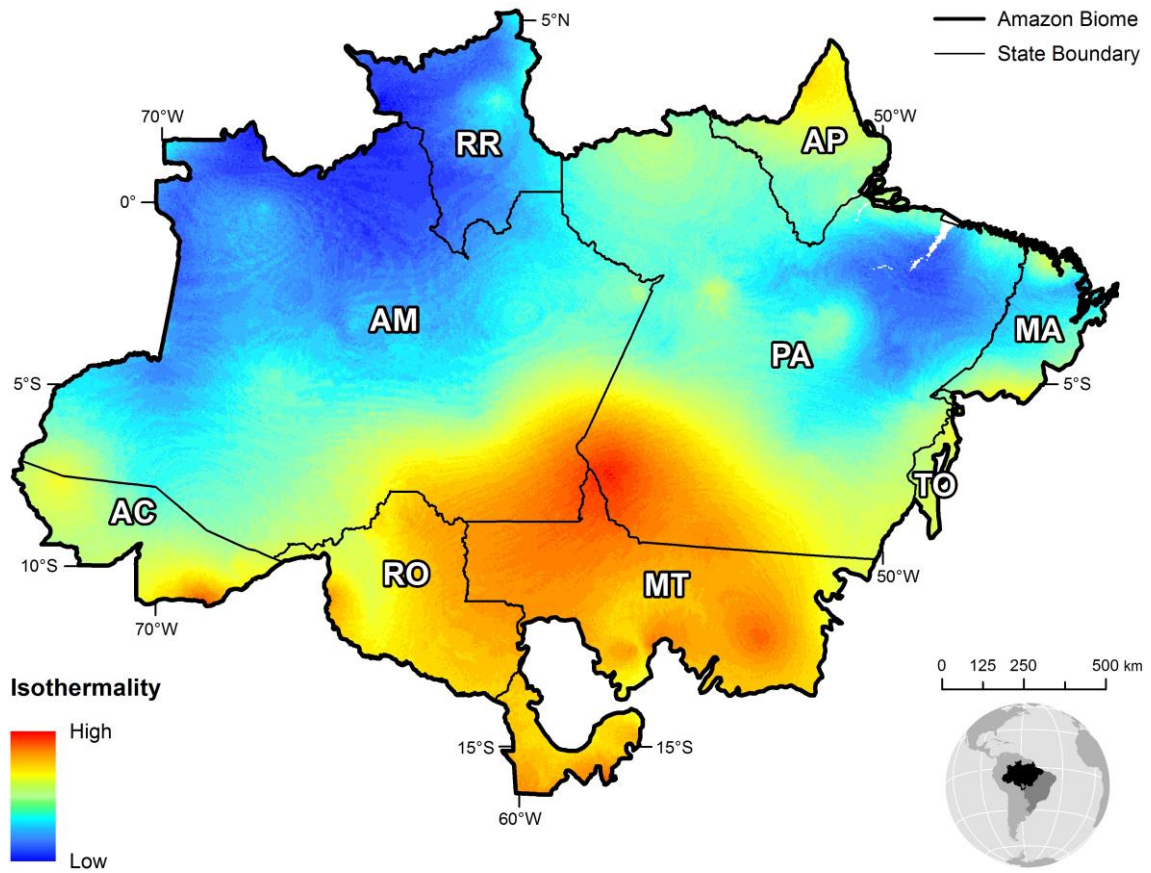 Amazon Biome
State Boundary
5°N
70°W
50°W
RR
AP
0°
AM
PA
MA
5°S
5°S
AC
TO
10°S
RO
MT
50°W
70°W
0 125 250 500 km
Isothermality
High
15°S
15°S
60°W
Low